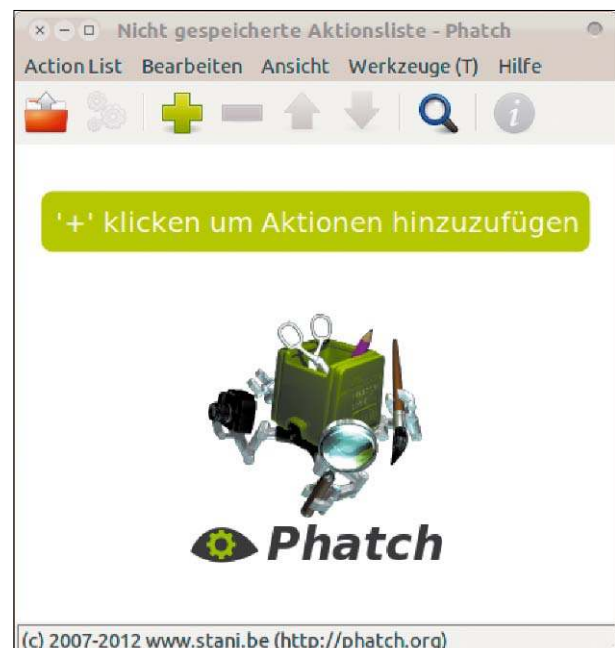 Nicht gespeicherte Aktionsliste - Phatch
Action List Bearbeiten Ansicht Werkzeuge (T) Hilfe
'+' klicken um Aktionen hinzuzufügen
Phatch
(c) 2007-2012 www.stani.be (http://phatch.org)